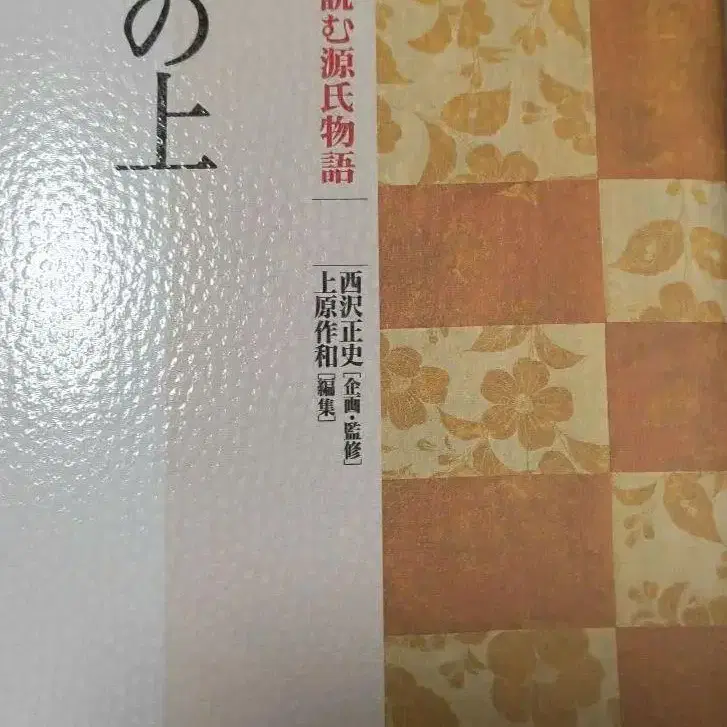 読む源氏物語
西沢正史[企画・監修]
上原作和[編集]
の上